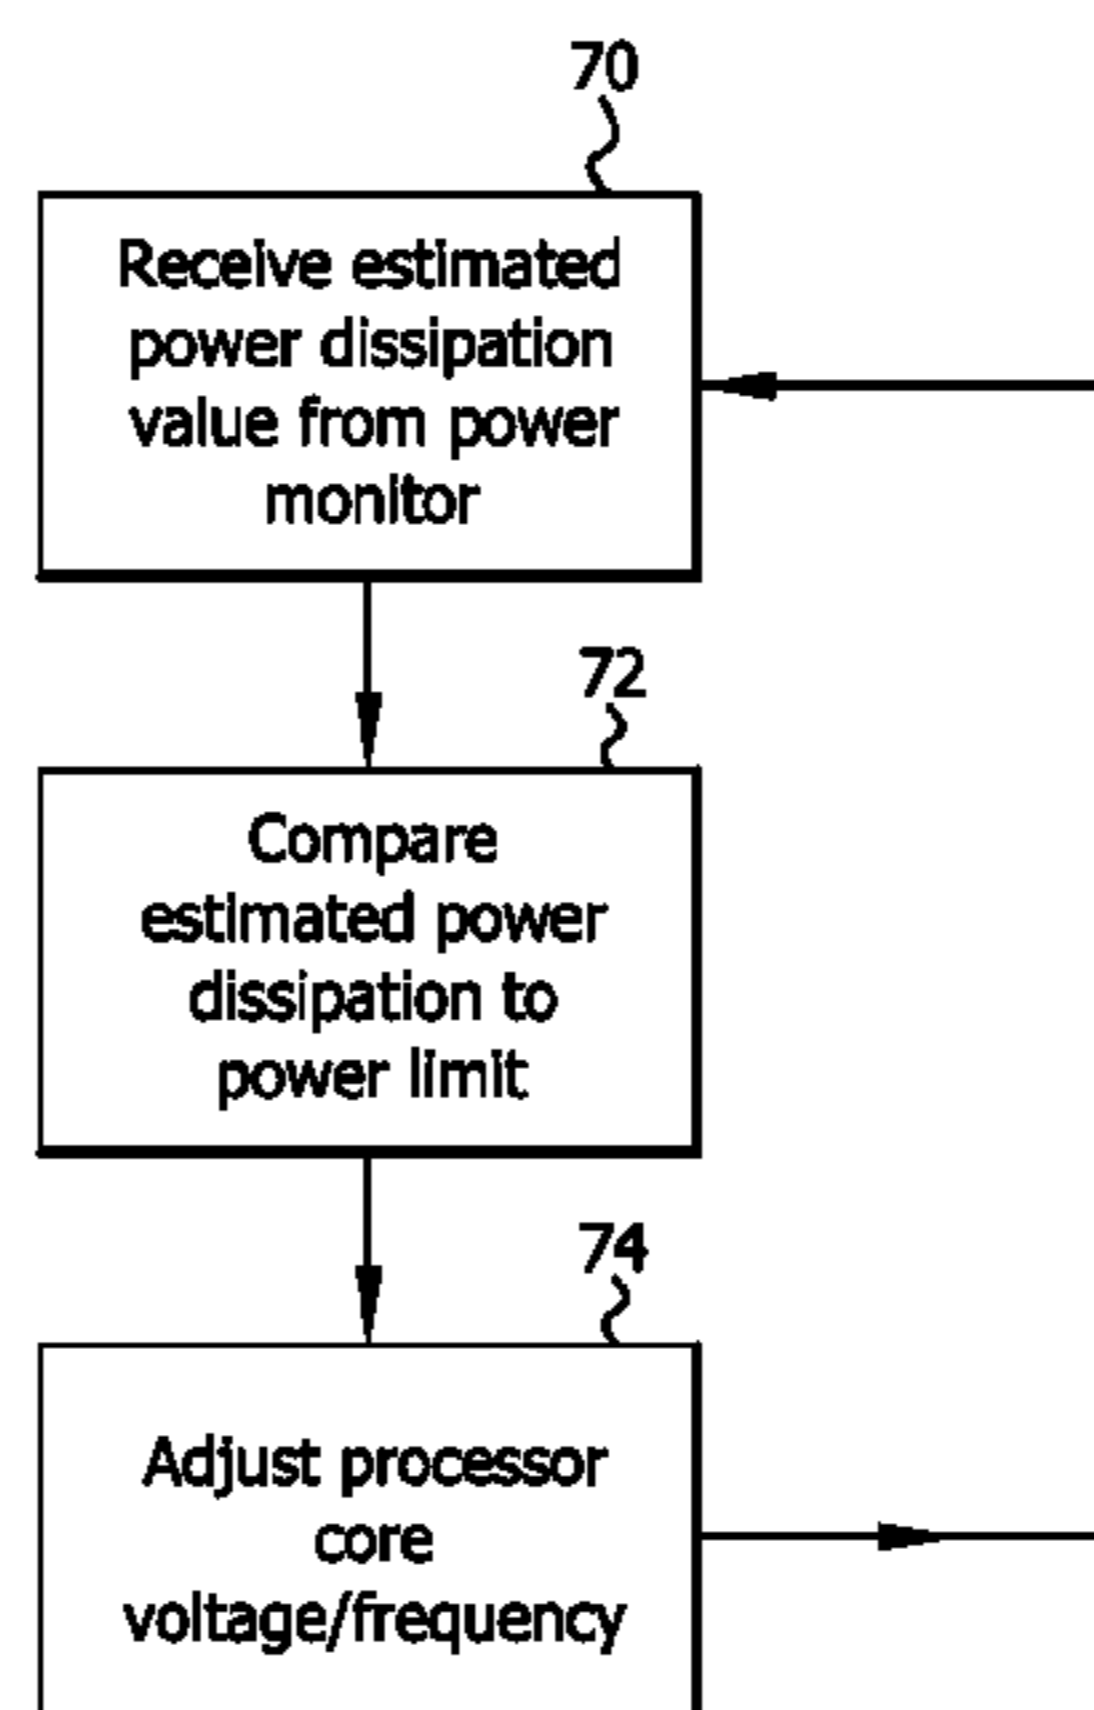 70
Receive estimated
power dissipation
value from power
monitor
72
Compare
estimated power
dissipation to
power limit
74
Adjust processor
core
voltage/frequency